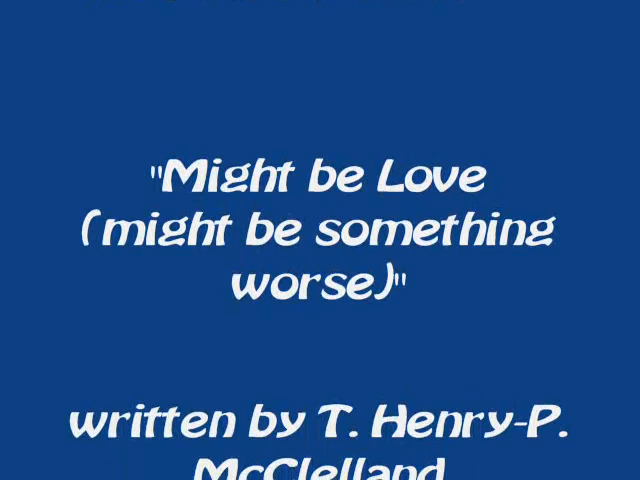 "Might be Love
(might be something
worse)"
written by T. Henry-P.
McClelland